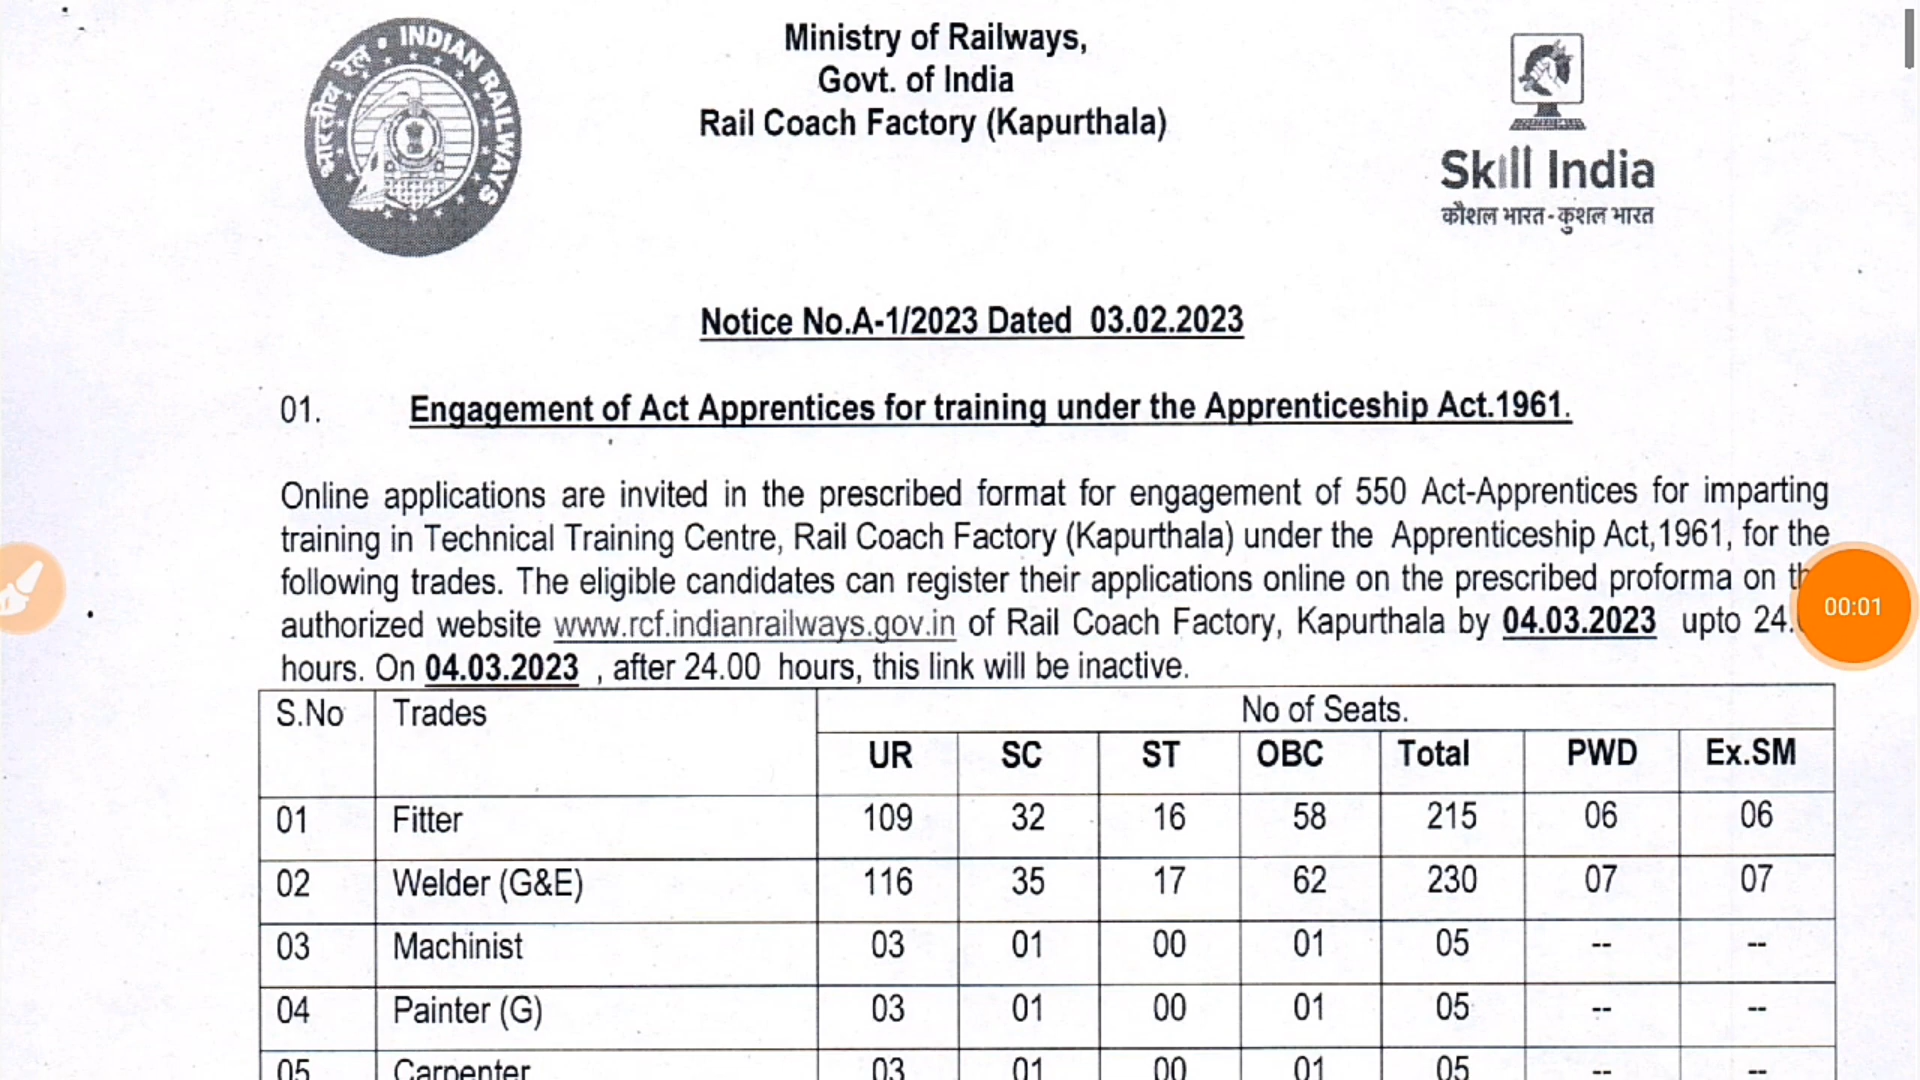 भारतीय रेल • INDIAN RAILWAYS
Ministry of Railways,
Govt. of India
Rail Coach Factory (Kapurthala)
Skill India
कौशल भारत - कुशल भारत
Notice No.A-1/2023 Dated 03.02.2023
01. Engagement of Act Apprentices for training under the Apprenticeship Act.1961.
Online applications are invited in the prescribed format for engagement of 550 Act-Apprentices for imparting
training in Technical Training Centre, Rail Coach Factory (Kapurthala) under the Apprenticeship Act,1961, for the
following trades. The eligible candidates can register their applications online on the prescribed proforma on
authorized website www.rcf.indianrailways.gov.in of Rail Coach Factory, Kapurthala by 04.03.2023 upto 24.
hours. On 04.03.2023 , after 24.00 hours, this link will be inactive.
00:01
S.No Trades No of Seats.
UR SC ST OBC Total PWD Ex.SM
01 Fitter 109 32 16 58 215 06 06
02 Welder (G&E) 116 35 17 62 230 07 07
03 Machinist 03 01 00 01 05 -- --
04 Painter (G) 03 01 00 01 05 -- --
05 Carpenter 03 01 00 01 05 -- --